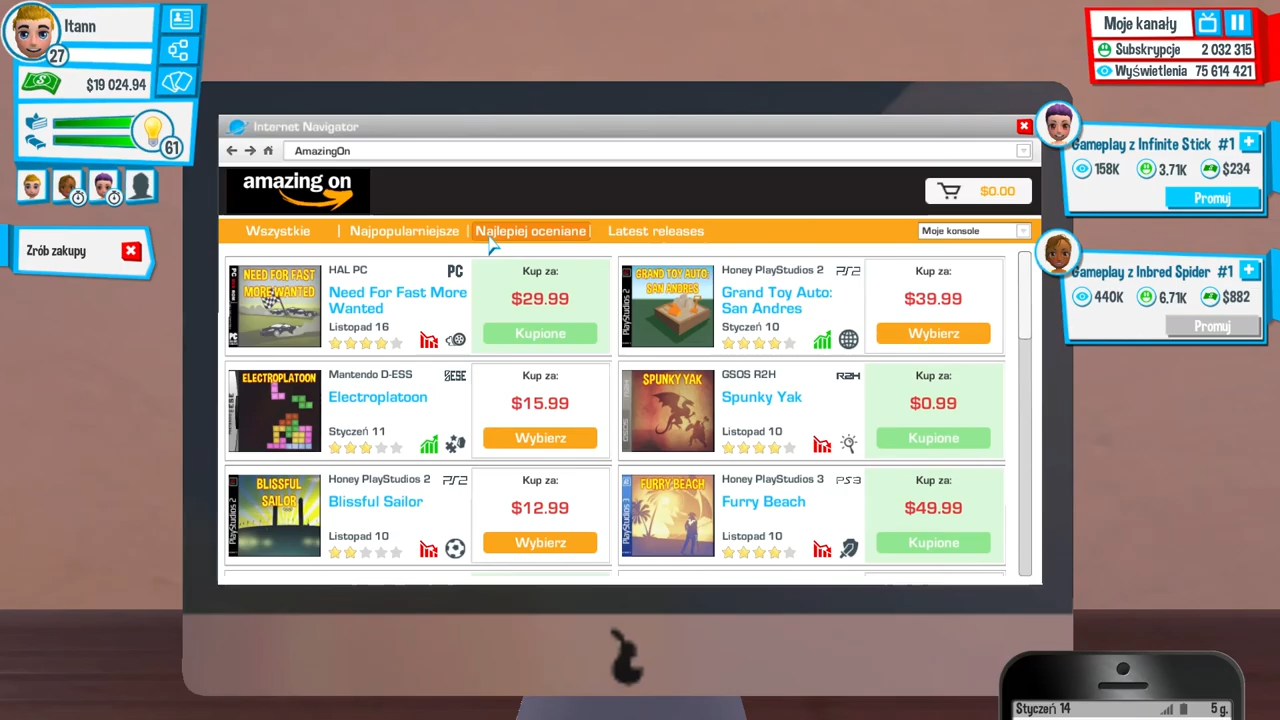 Itann
27
$19 024.94
61
Zrób zakupy
Moje kanały
Subskrypcje 2 032 315
Wyświetlenia 75 614 421
Gameplay z Infinite Stick #1
158K 3.71K $234
Promuj
Gameplay z Inbred Spider #1
440K 6.71K $882
Promuj
Internet Navigator
AmazingOn
amazing on
$0.00
Wszystkie | Najpopularniejsze | Najlepiej oceniane | Latest releases
Moje konsole
NEED FOR FAST
MORE WANTED
HAL PC PC
Need For Fast More
Wanted
Listopad 16
Kup za:
$29.99
Kupione
PlayStudios 2
GRAND TOY AUTO:
SAN ANDRES
Honey PlayStudios 2 PS2
Grand Toy Auto:
San Andres
Styczeń 10
Kup za:
$39.99
Wybierz
ELECTROPLATOON
Mantendo D-ESS
Electroplatoon
Styczeń 11
Kup za:
$15.99
Wybierz
GSOS
SPUNKY YAK
GSOS R2H R2H
Spunky Yak
Listopad 10
Kup za:
$0.99
Kupione
PlayStudios 2
BLISSFUL
SAILOR
Honey PlayStudios 2 PS2
Blissful Sailor
Listopad 10
Kup za:
$12.99
Wybierz
PlayStudios 3
FURRY BEACH
Honey PlayStudios 3 PS3
Furry Beach
Listopad 10
Kup za:
$49.99
Kupione
Styczeń 14 5 g.